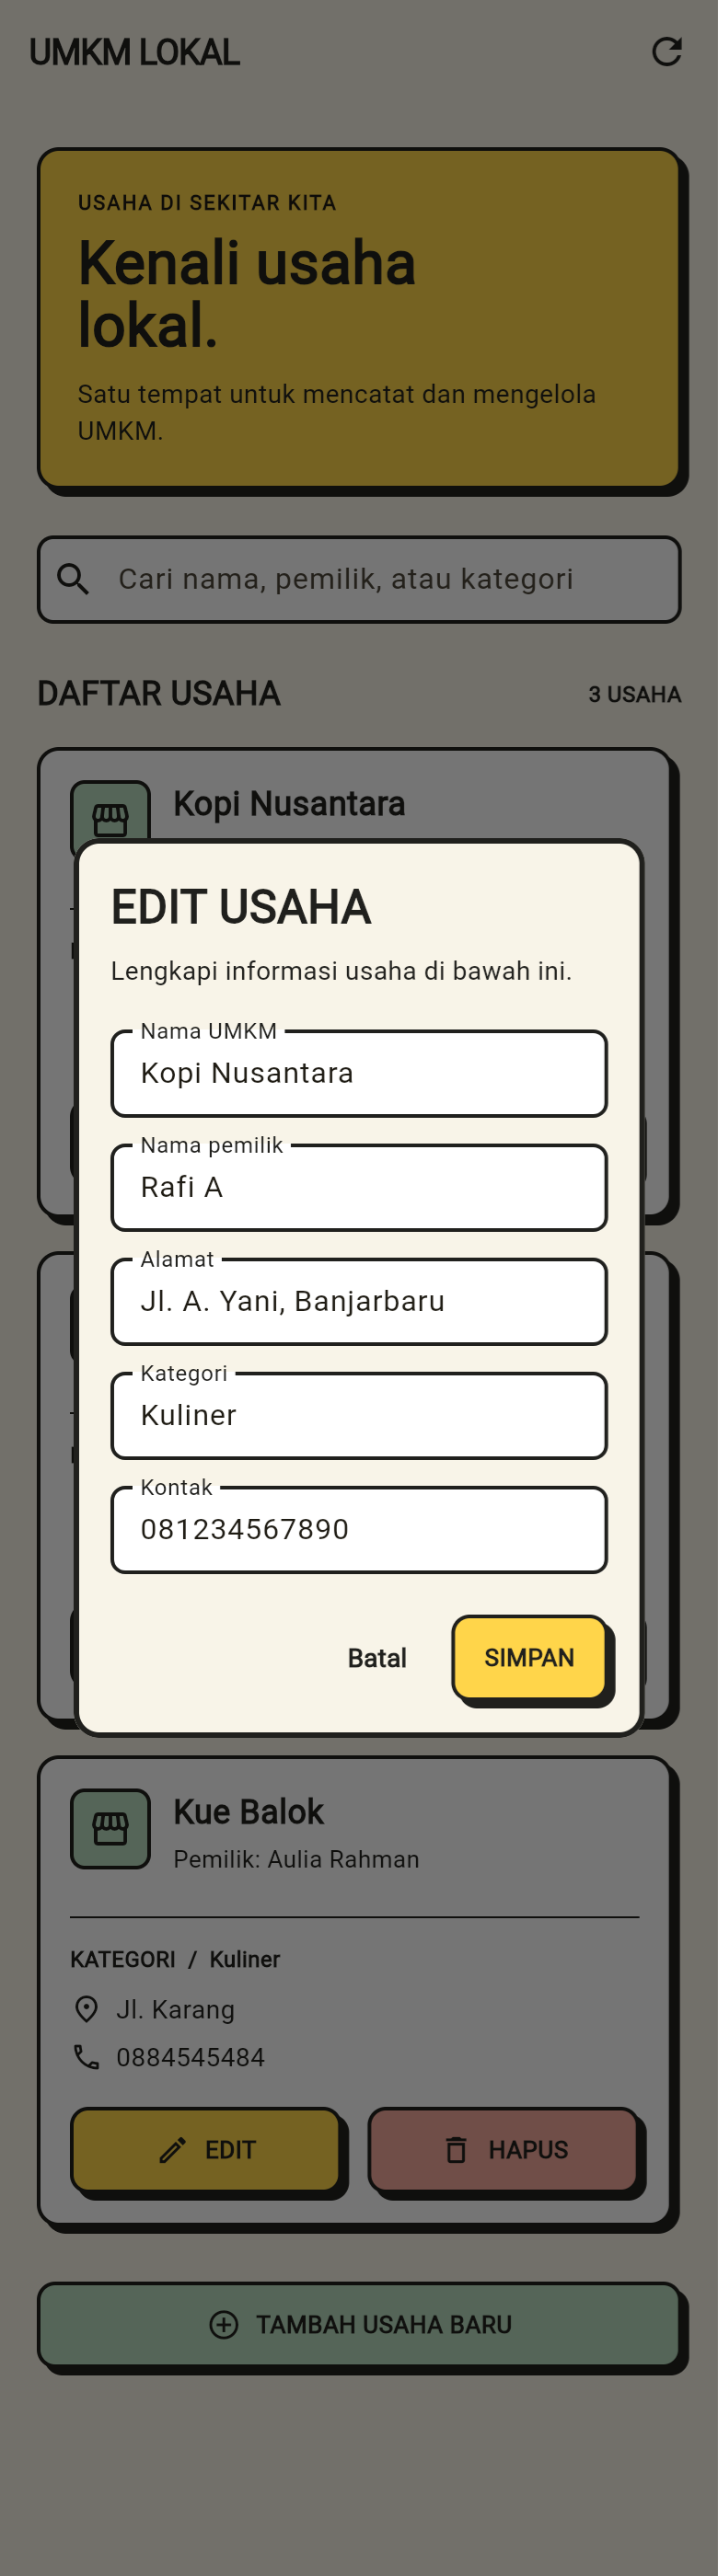 UMKM LOKAL
USAHA DI SEKITAR KITA
Kenali usaha
lokal.
Satu tempat untuk mencatat dan mengelola
UMKM.
Cari nama, pemilik, atau kategori
DAFTAR USAHA
3 USAHA
Kopi Nusantara
EDIT USAHA
Lengkapi informasi usaha di bawah ini.
Nama UMKM
Kopi Nusantara
Nama pemilik
Rafi A
Alamat
Jl. A. Yani, Banjarbaru
Kategori
Kuliner
Kontak
081234567890
Batal
SIMPAN
Kue Balok
Pemilik: Aulia Rahman
KATEGORI / Kuliner
Jl. Karang
0884545484
EDIT
HAPUS
TAMBAH USAHA BARU